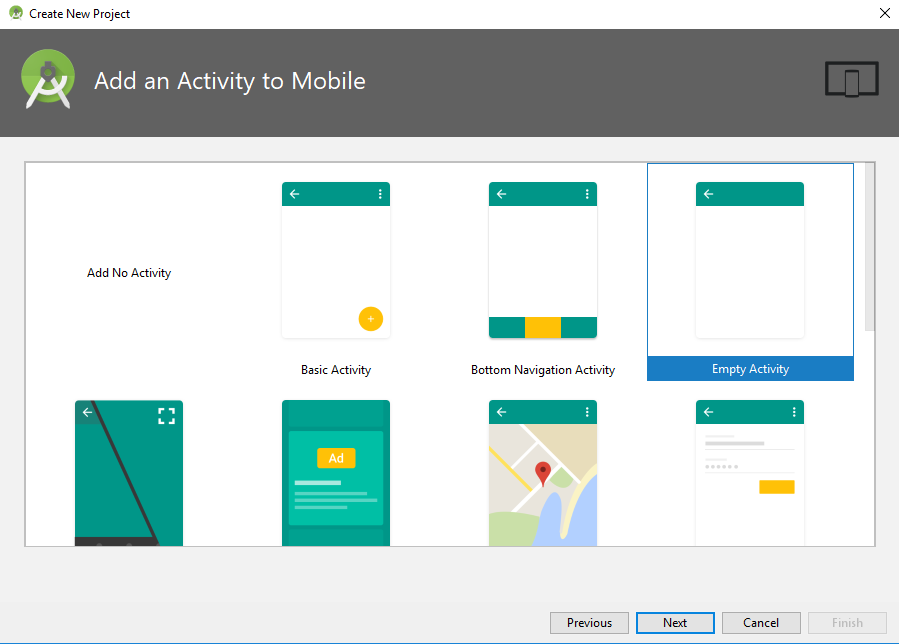 Create New Project
Add an Activity to Mobile
Add No Activity
Basic Activity
Bottom Navigation Activity
Empty Activity
Ad
Previous
Next
Cancel
Finish